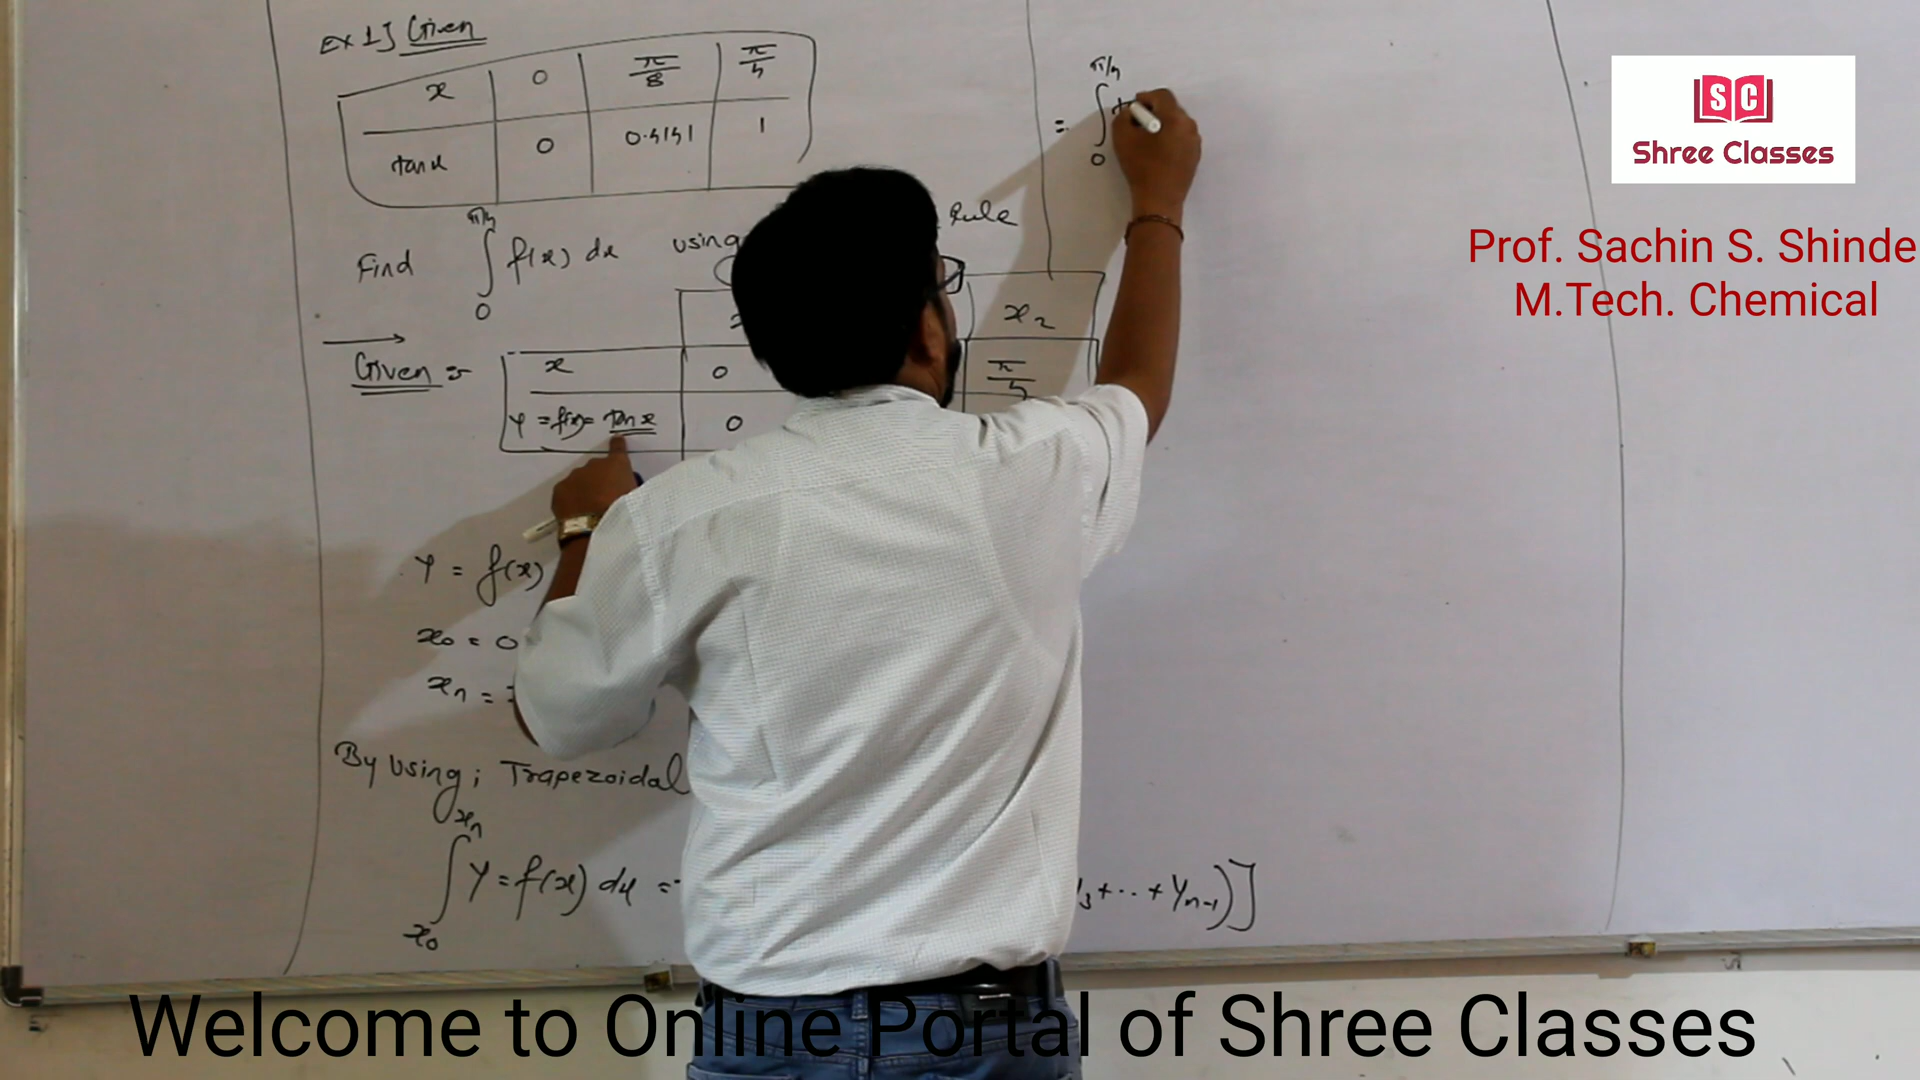 Ex 1] Given
x 0 π/8 π/4
tan x 0 0.4141 1
Find ∫₀^(π/4) f(x) dx using Rule
x₂
Given = x 0 π/4
Y = f(x) = tan x 0
= ∫₀^(π/4)
Y = f(x)
x₀ = 0
xₙ =
By using; Trapezoidal
∫_(x₀)^(xₙ) Y = f(x) dx = ₃ + ·· + Yₙ₋₁)]
SC
Shree Classes
Prof. Sachin S. Shinde
M.Tech. Chemical
Welcome to Online Portal of Shree Classes